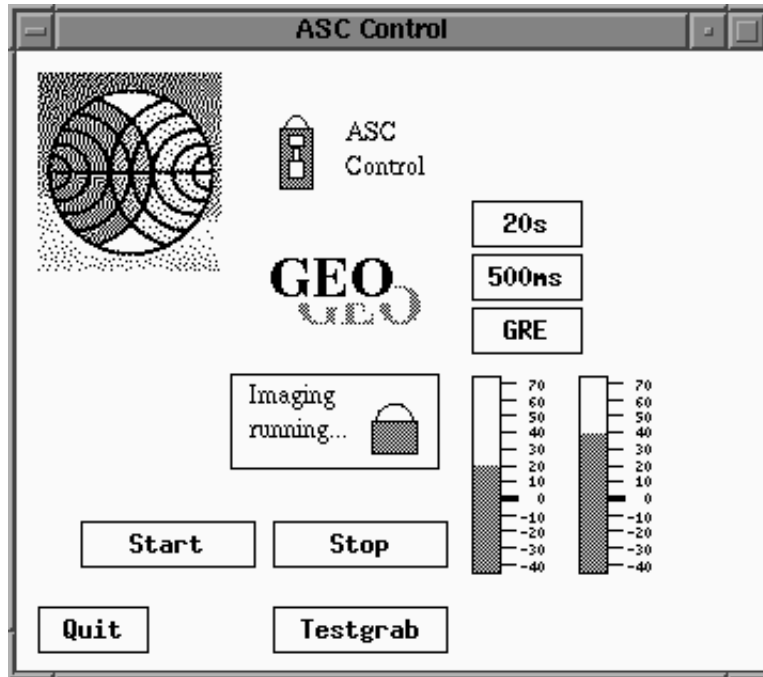 ASC Control
ASC
Control
20s
GEO
GEO
500ms
GRE
Imaging
running...
70
60
50
40
30
20
10
0
-10
-20
-30
-40
70
60
50
40
30
20
10
0
-10
-20
-30
-40
Start
Stop
Quit
Testgrab